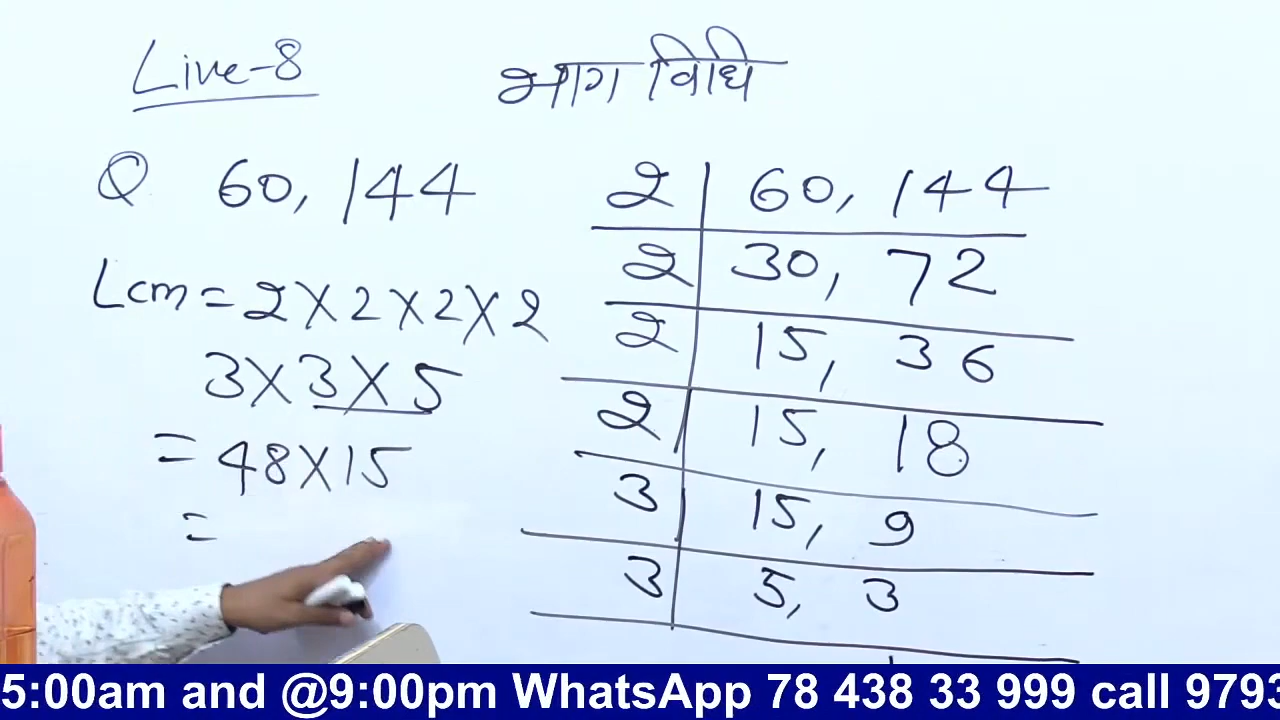 Live-8
भाग विधि
Q 60, 144
Lcm = 2 X 2 X 2 X 2
3 X 3 X 5
= 48 X 15
=
2 | 60, 144
2 | 30, 72
2 | 15, 36
2 | 15, 18
3 | 15, 9
3 | 5, 3
5:00am and @9:00pm WhatsApp 78 438 33 999 call 9793